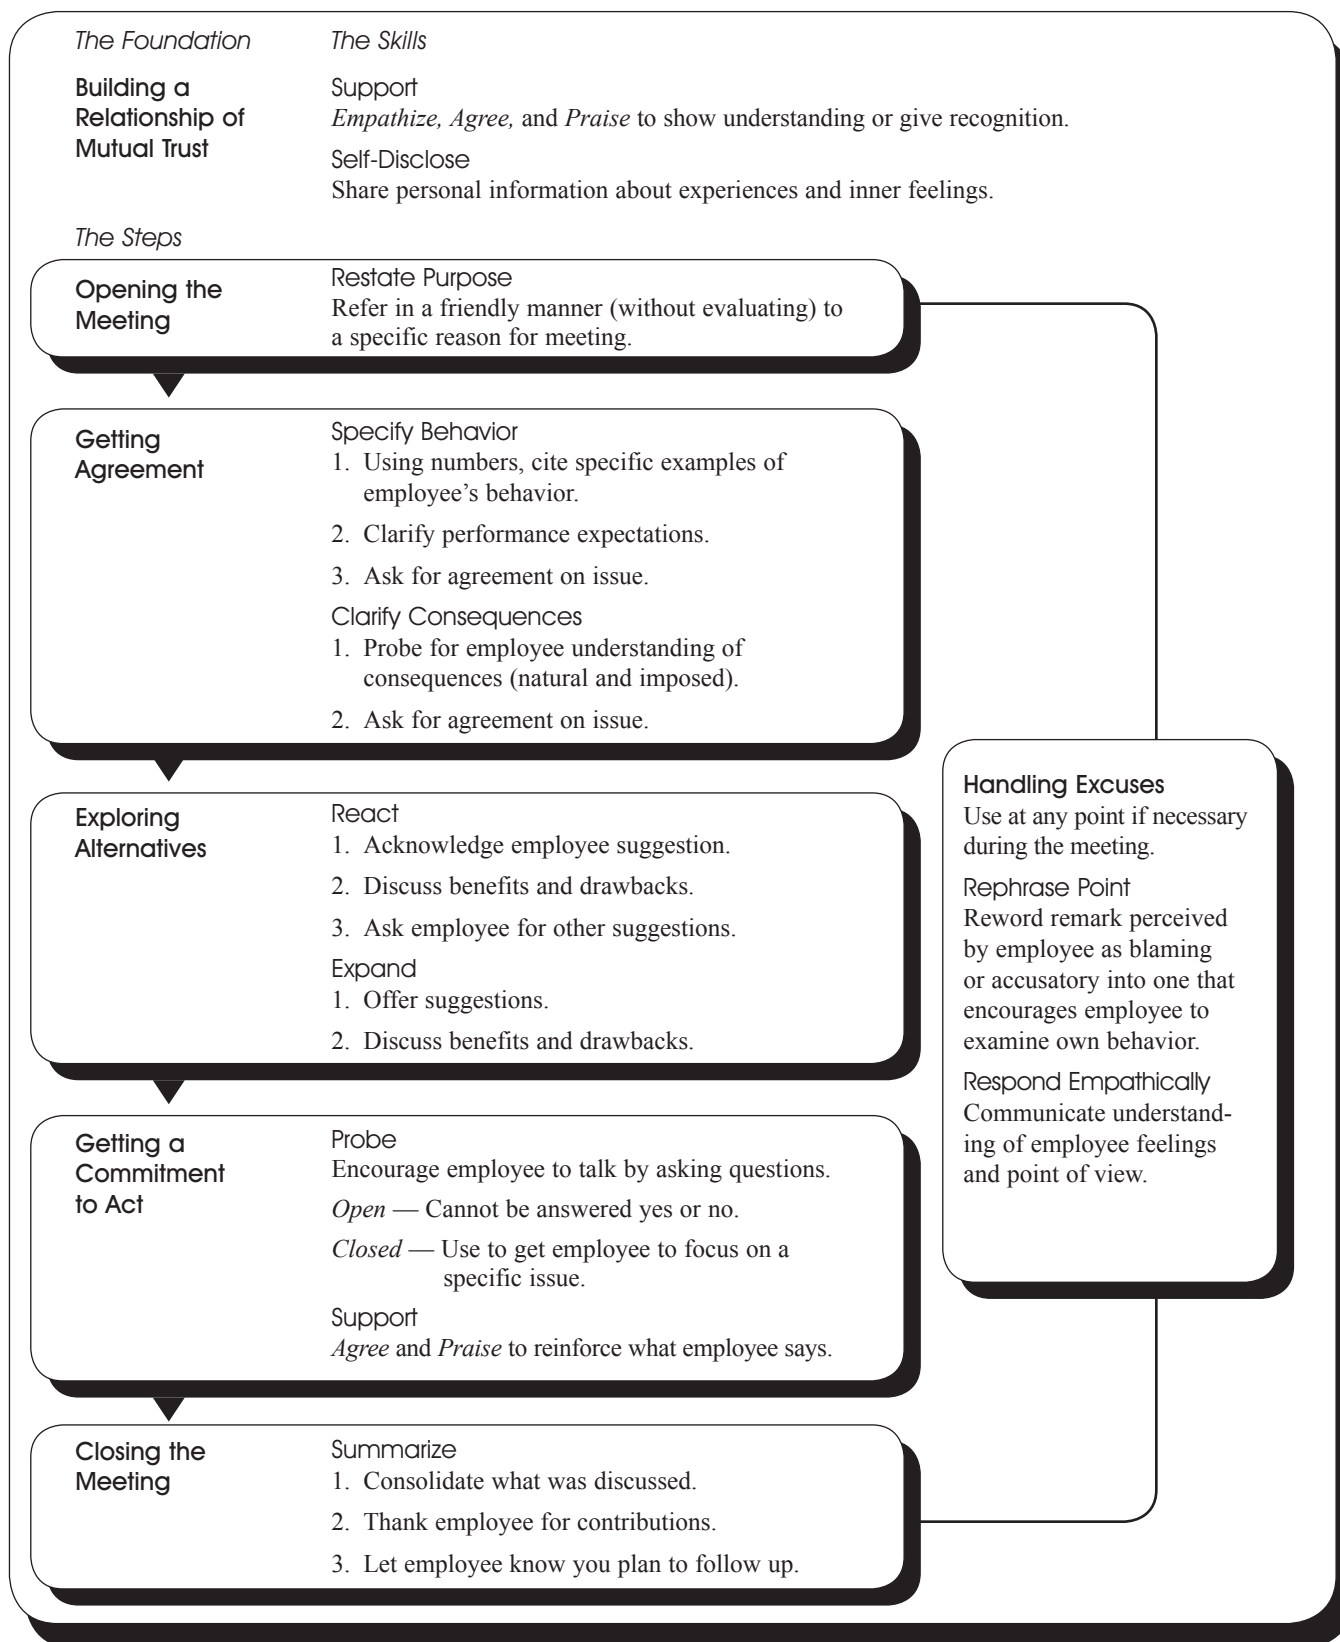 The Foundation
The Skills
Building a
Relationship of
Mutual Trust
Support
Empathize, Agree, and Praise to show understanding or give recognition.
Self-Disclose
Share personal information about experiences and inner feelings.
The Steps
Opening the
Meeting
Restate Purpose
Refer in a friendly manner (without evaluating) to
a specific reason for meeting.
Getting
Agreement
Specify Behavior
1. Using numbers, cite specific examples of
employee’s behavior.
2. Clarify performance expectations.
3. Ask for agreement on issue.
Clarify Consequences
1. Probe for employee understanding of
consequences (natural and imposed).
2. Ask for agreement on issue.
Exploring
Alternatives
React
1. Acknowledge employee suggestion.
2. Discuss benefits and drawbacks.
3. Ask employee for other suggestions.
Expand
1. Offer suggestions.
2. Discuss benefits and drawbacks.
Getting a
Commitment
to Act
Probe
Encourage employee to talk by asking questions.
Open — Cannot be answered yes or no.
Closed — Use to get employee to focus on a
specific issue.
Support
Agree and Praise to reinforce what employee says.
Closing the
Meeting
Summarize
1. Consolidate what was discussed.
2. Thank employee for contributions.
3. Let employee know you plan to follow up.
Handling Excuses
Use at any point if necessary
during the meeting.
Rephrase Point
Reword remark perceived
by employee as blaming
or accusatory into one that
encourages employee to
examine own behavior.
Respond Empathically
Communicate understand-
ing of employee feelings
and point of view.